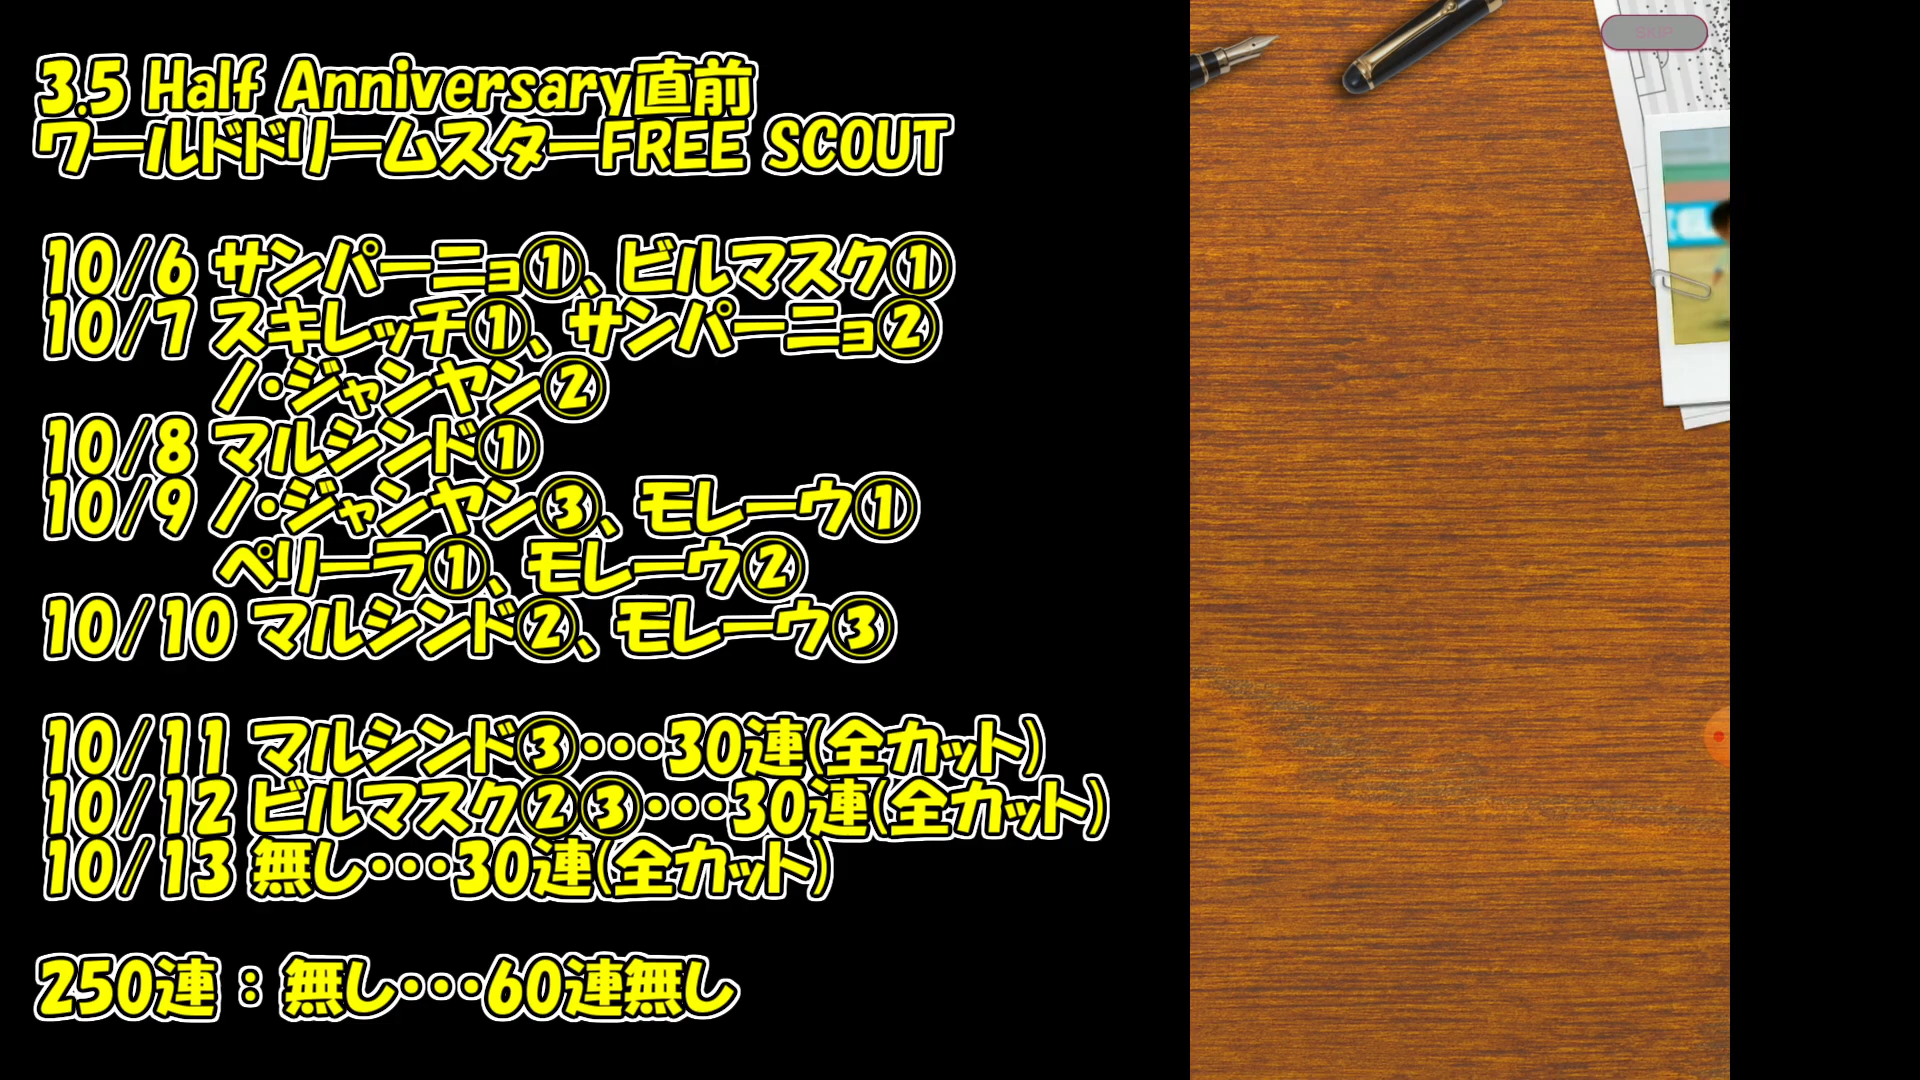 3.5 Half Anniversary直前
ワールドドリームスターFREE SCOUT
SKIP
10/6 サンパーニョ①、ビルマスク①
10/7 スキレッチ①、サンパーニョ②
ノ・ジャンヤン②
10/8 マルシンド①
10/9 ノ・ジャンヤン③、モレーウ①
ペリーラ①、モレーウ②
10/10 マルシンド②、モレーウ③
10/11 マルシンド③・・・30連(全カット)
10/12 ビルマスク②③・・・30連(全カット)
10/13 無し・・・30連(全カット)
250連：無し・・・60連無し